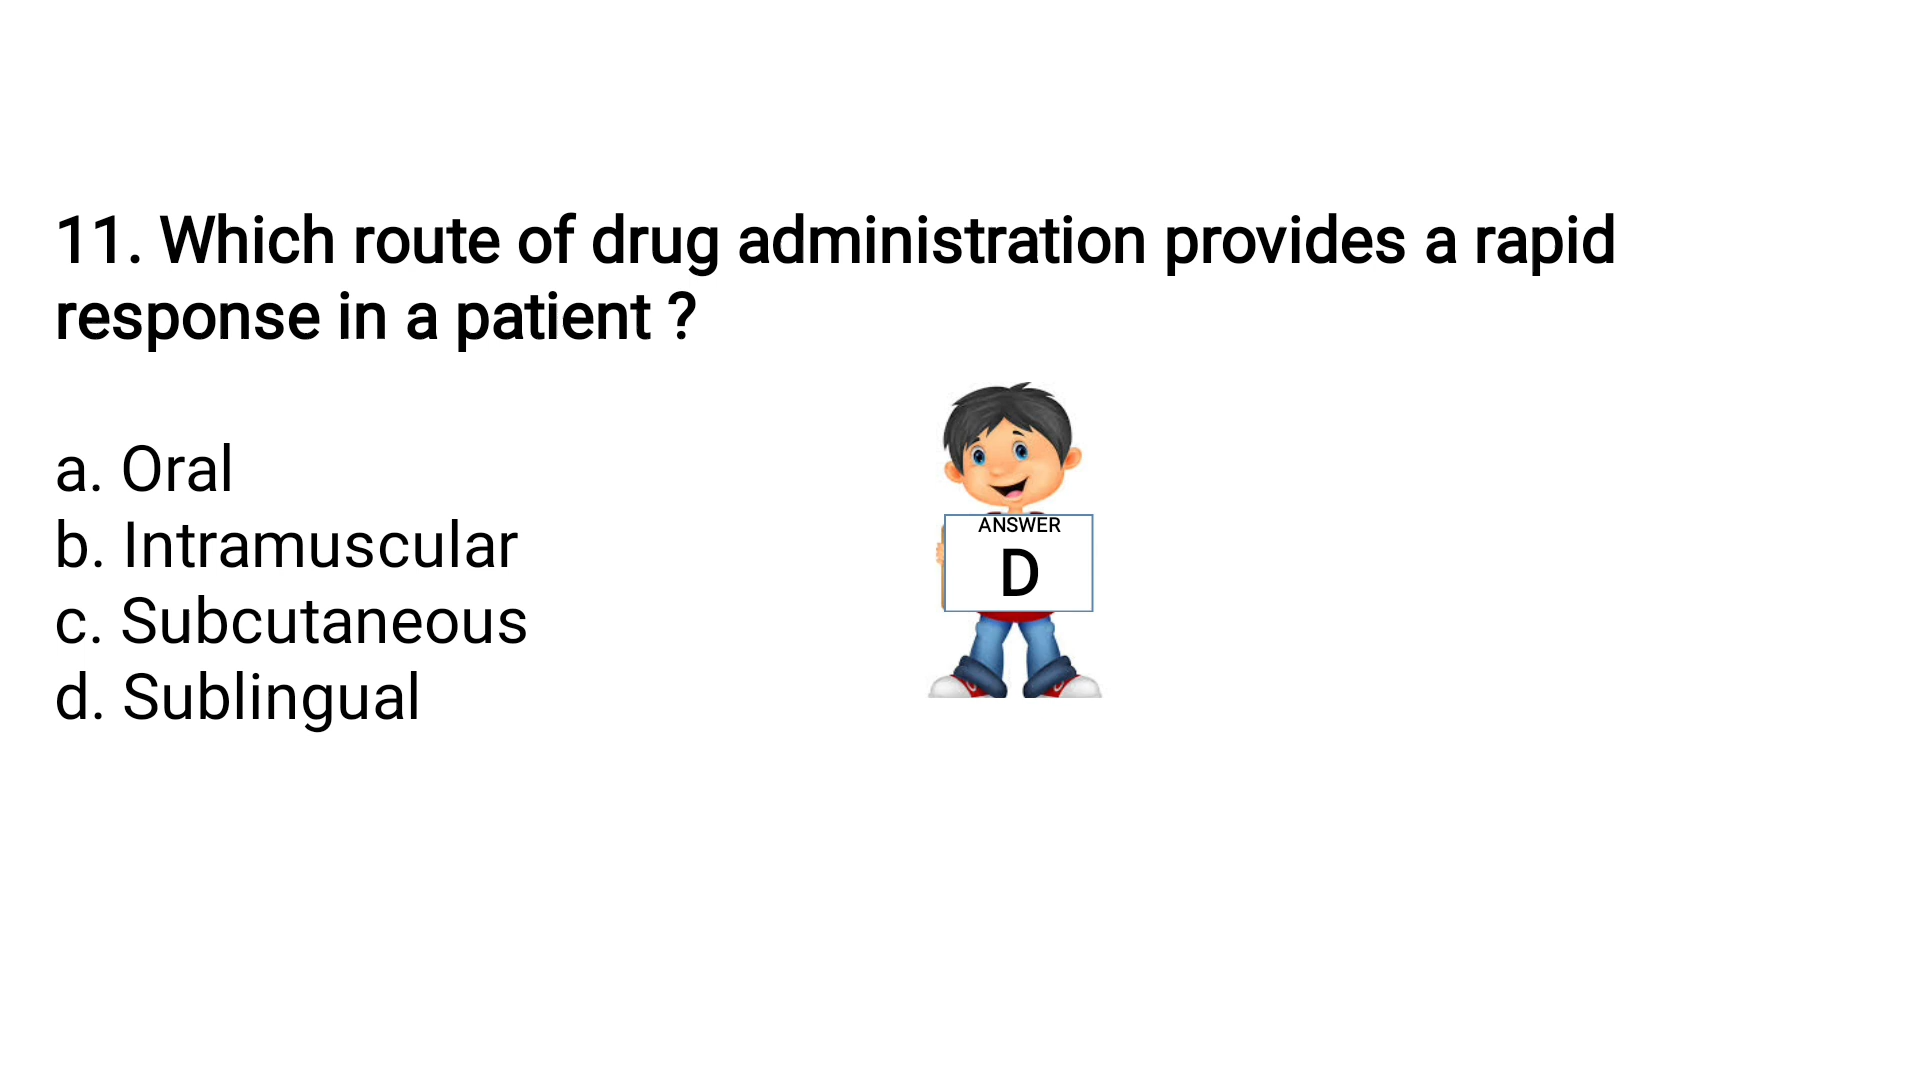 11. Which route of drug administration provides a rapid
response in a patient ?
a. Oral
b. Intramuscular
c. Subcutaneous
d. Sublingual
ANSWER
D